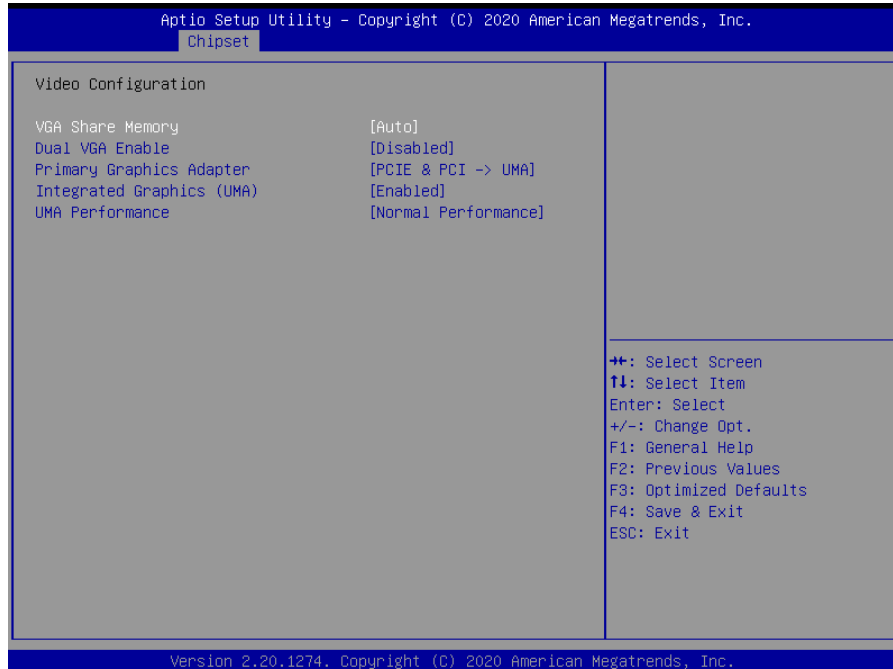 Aptio Setup Utility – Copyright (C) 2020 American Megatrends, Inc.
Chipset
Video Configuration
VGA Share Memory [Auto]
Dual VGA Enable [Disabled]
Primary Graphics Adapter [PCIE & PCI -> UMA]
Integrated Graphics (UMA) [Enabled]
UMA Performance [Normal Performance]
→←: Select Screen
↑↓: Select Item
Enter: Select
+/-: Change Opt.
F1: General Help
F2: Previous Values
F3: Optimized Defaults
F4: Save & Exit
ESC: Exit
Version 2.20.1274. Copyright (C) 2020 American Megatrends, Inc.